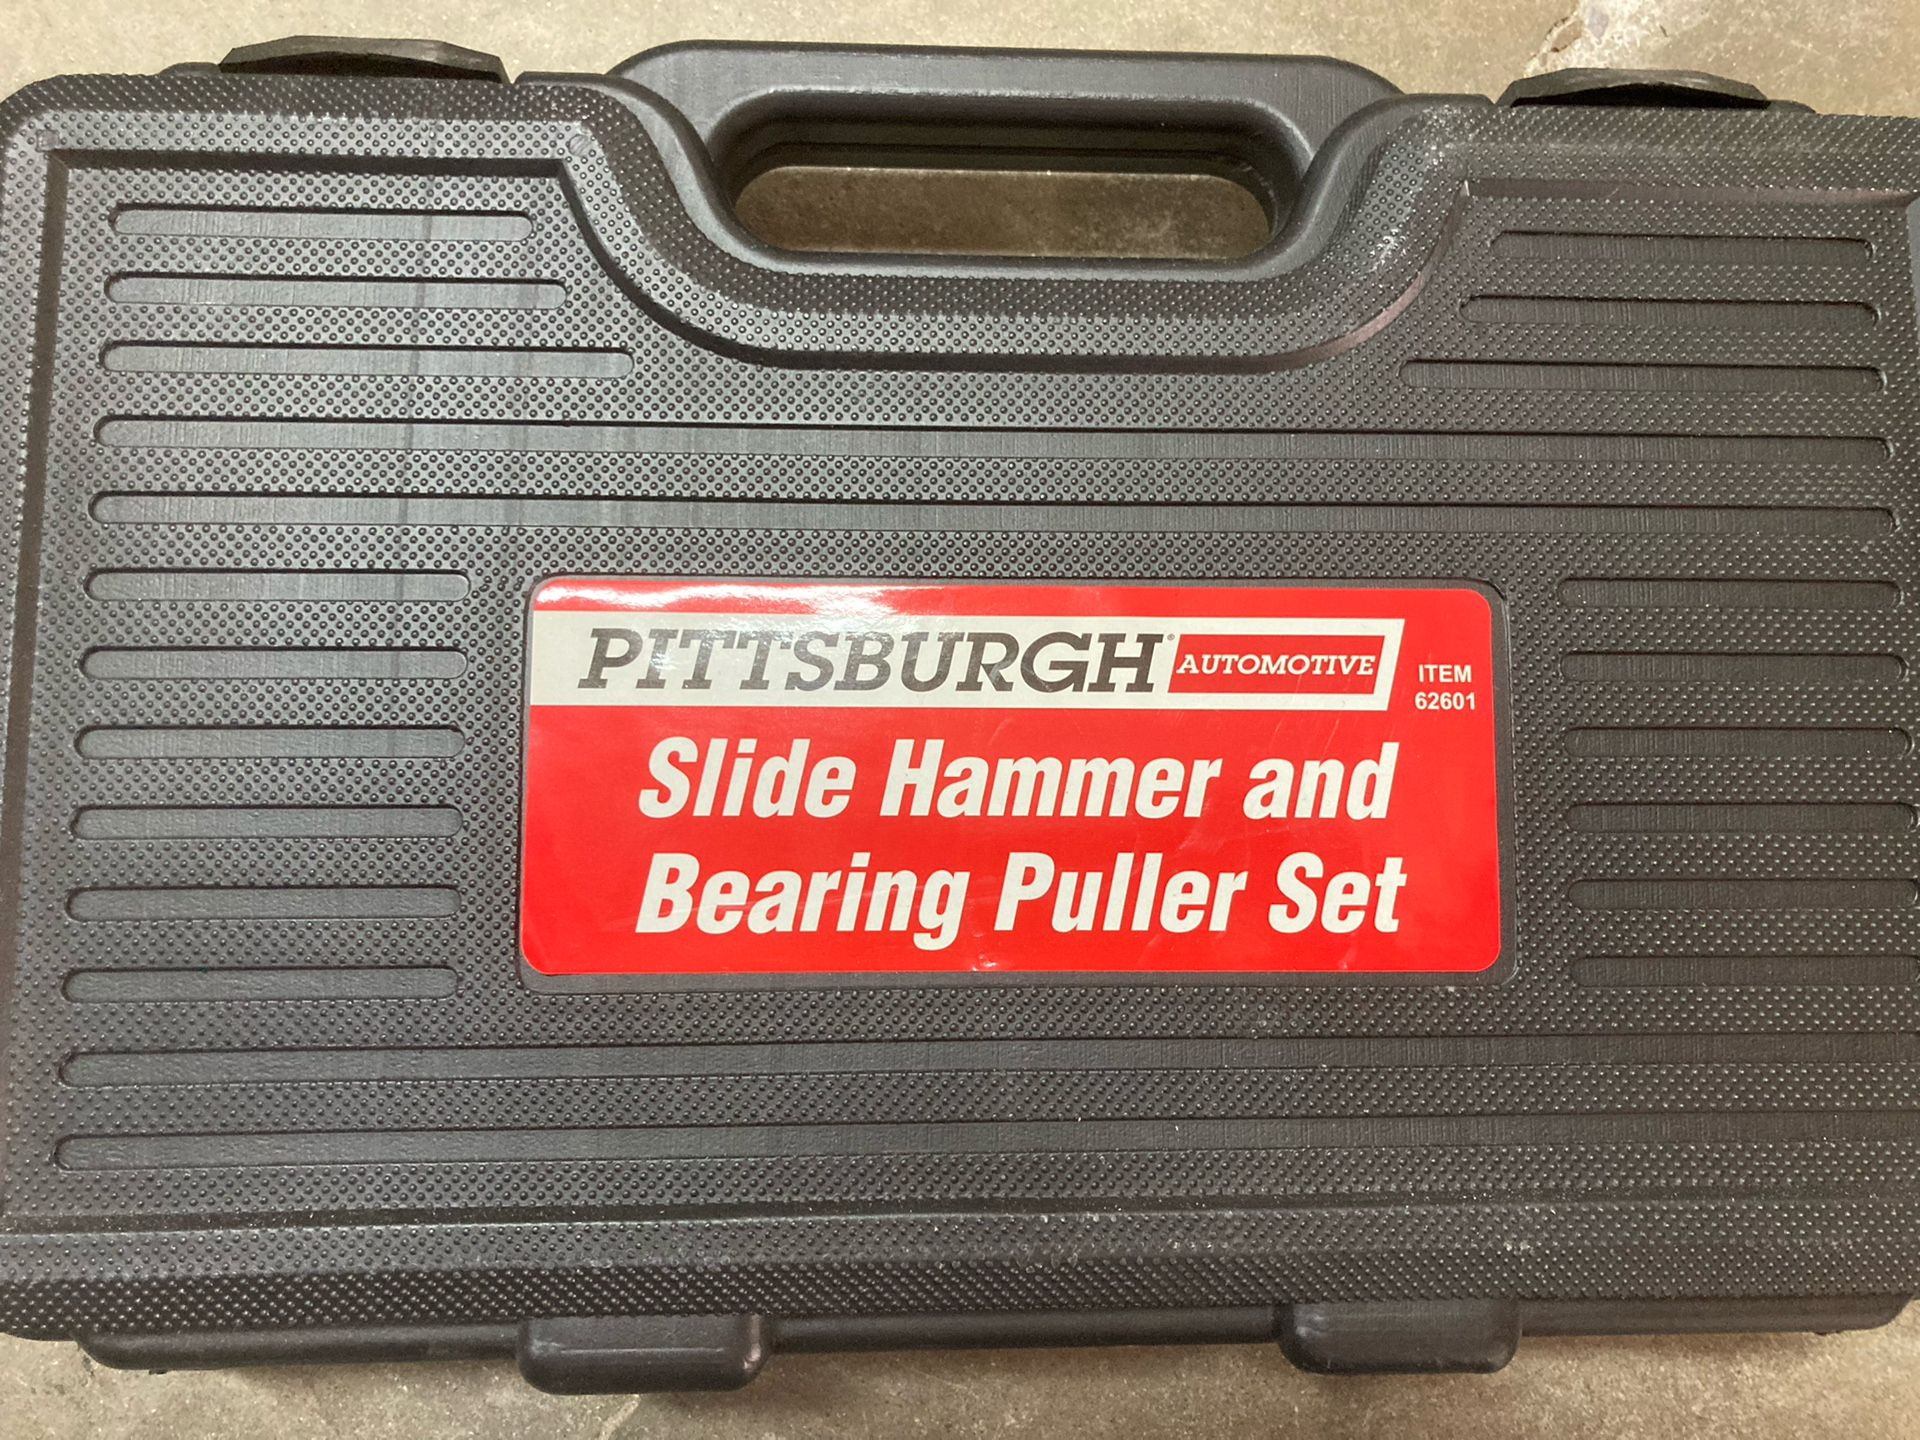 PITTSBURGH® AUTOMOTIVE
ITEM
62601
Slide Hammer and
Bearing Puller Set